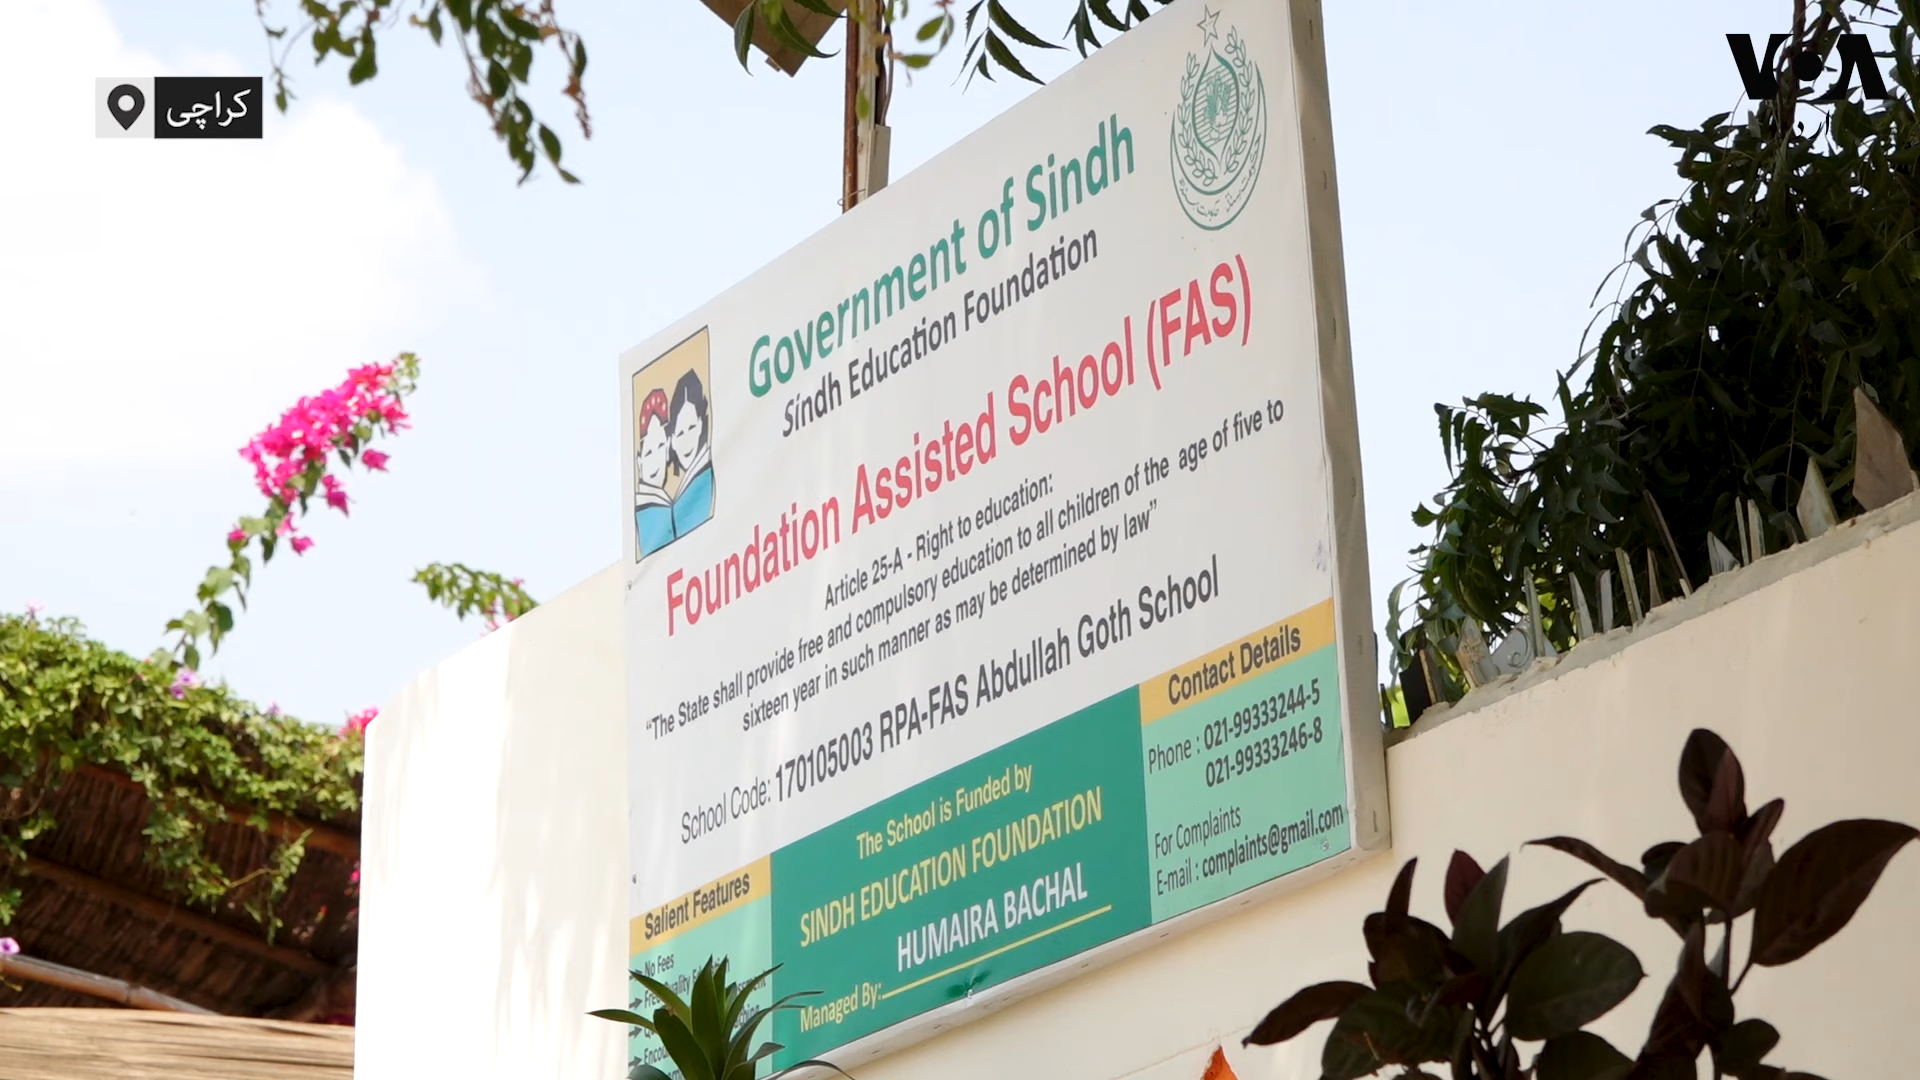 کراچی
VOA
اردو
Government of Sindh
Sindh Education Foundation
Foundation Assisted School (FAS)
Article 25-A - Right to education:
“The State shall provide free and compulsory education to all children of the age of five to
sixteen year in such manner as may be determined by law”
School Code: 170105003 RPA-FAS Abdullah Goth School
Salient Features
No Fees
The School is Funded by
SINDH EDUCATION FOUNDATION
HUMAIRA BACHAL
Managed By:
Contact Details
Phone : 021-99333244-5
021-99333246-8
For Complaints
E-mail : complaints@gmail.com